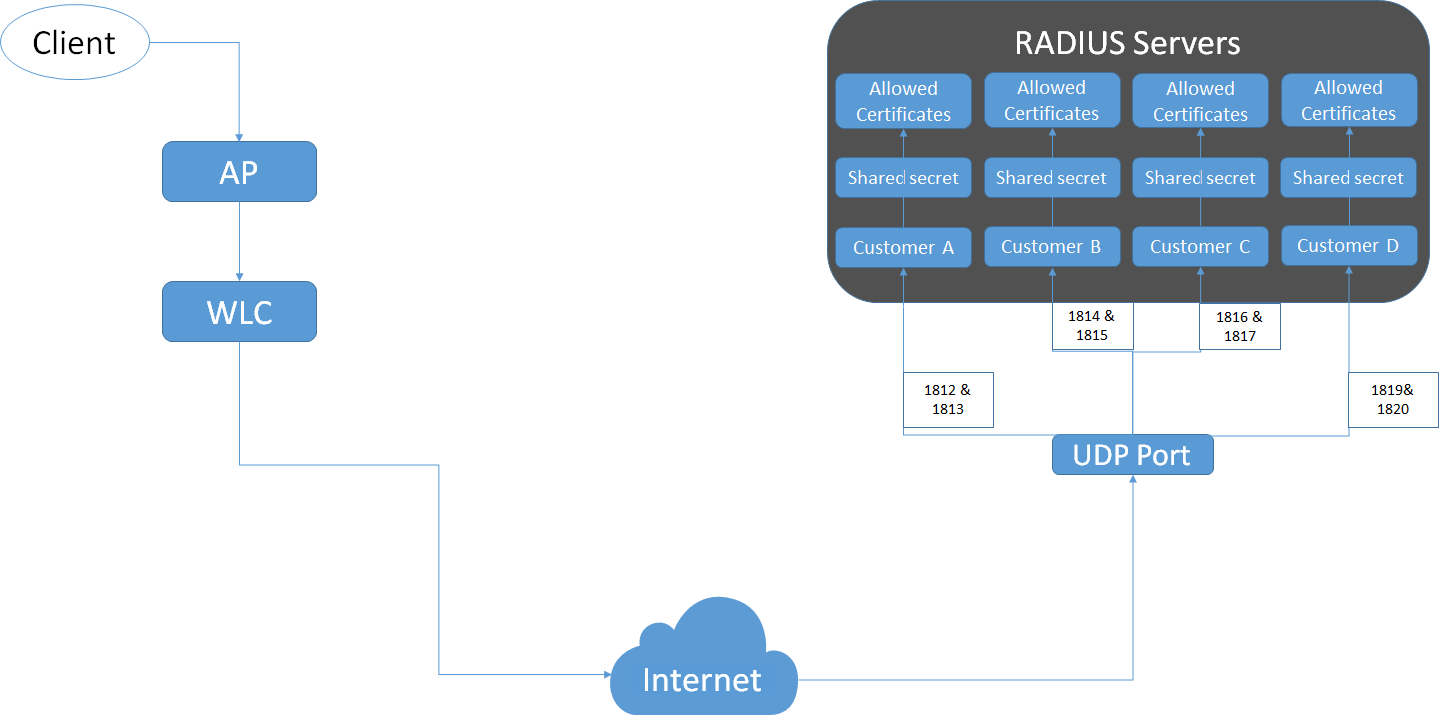 Client
RADIUS Servers
Allowed
Certificates
Allowed
Certificates
Allowed
Certificates
Allowed
Certificates
AP
Shared secret
Shared secret
Shared secret
Shared secret
Customer A
Customer B
Customer C
Customer D
WLC
1814 &
1815
1816 &
1817
1812 &
1813
1819&
1820
UDP Port
Internet